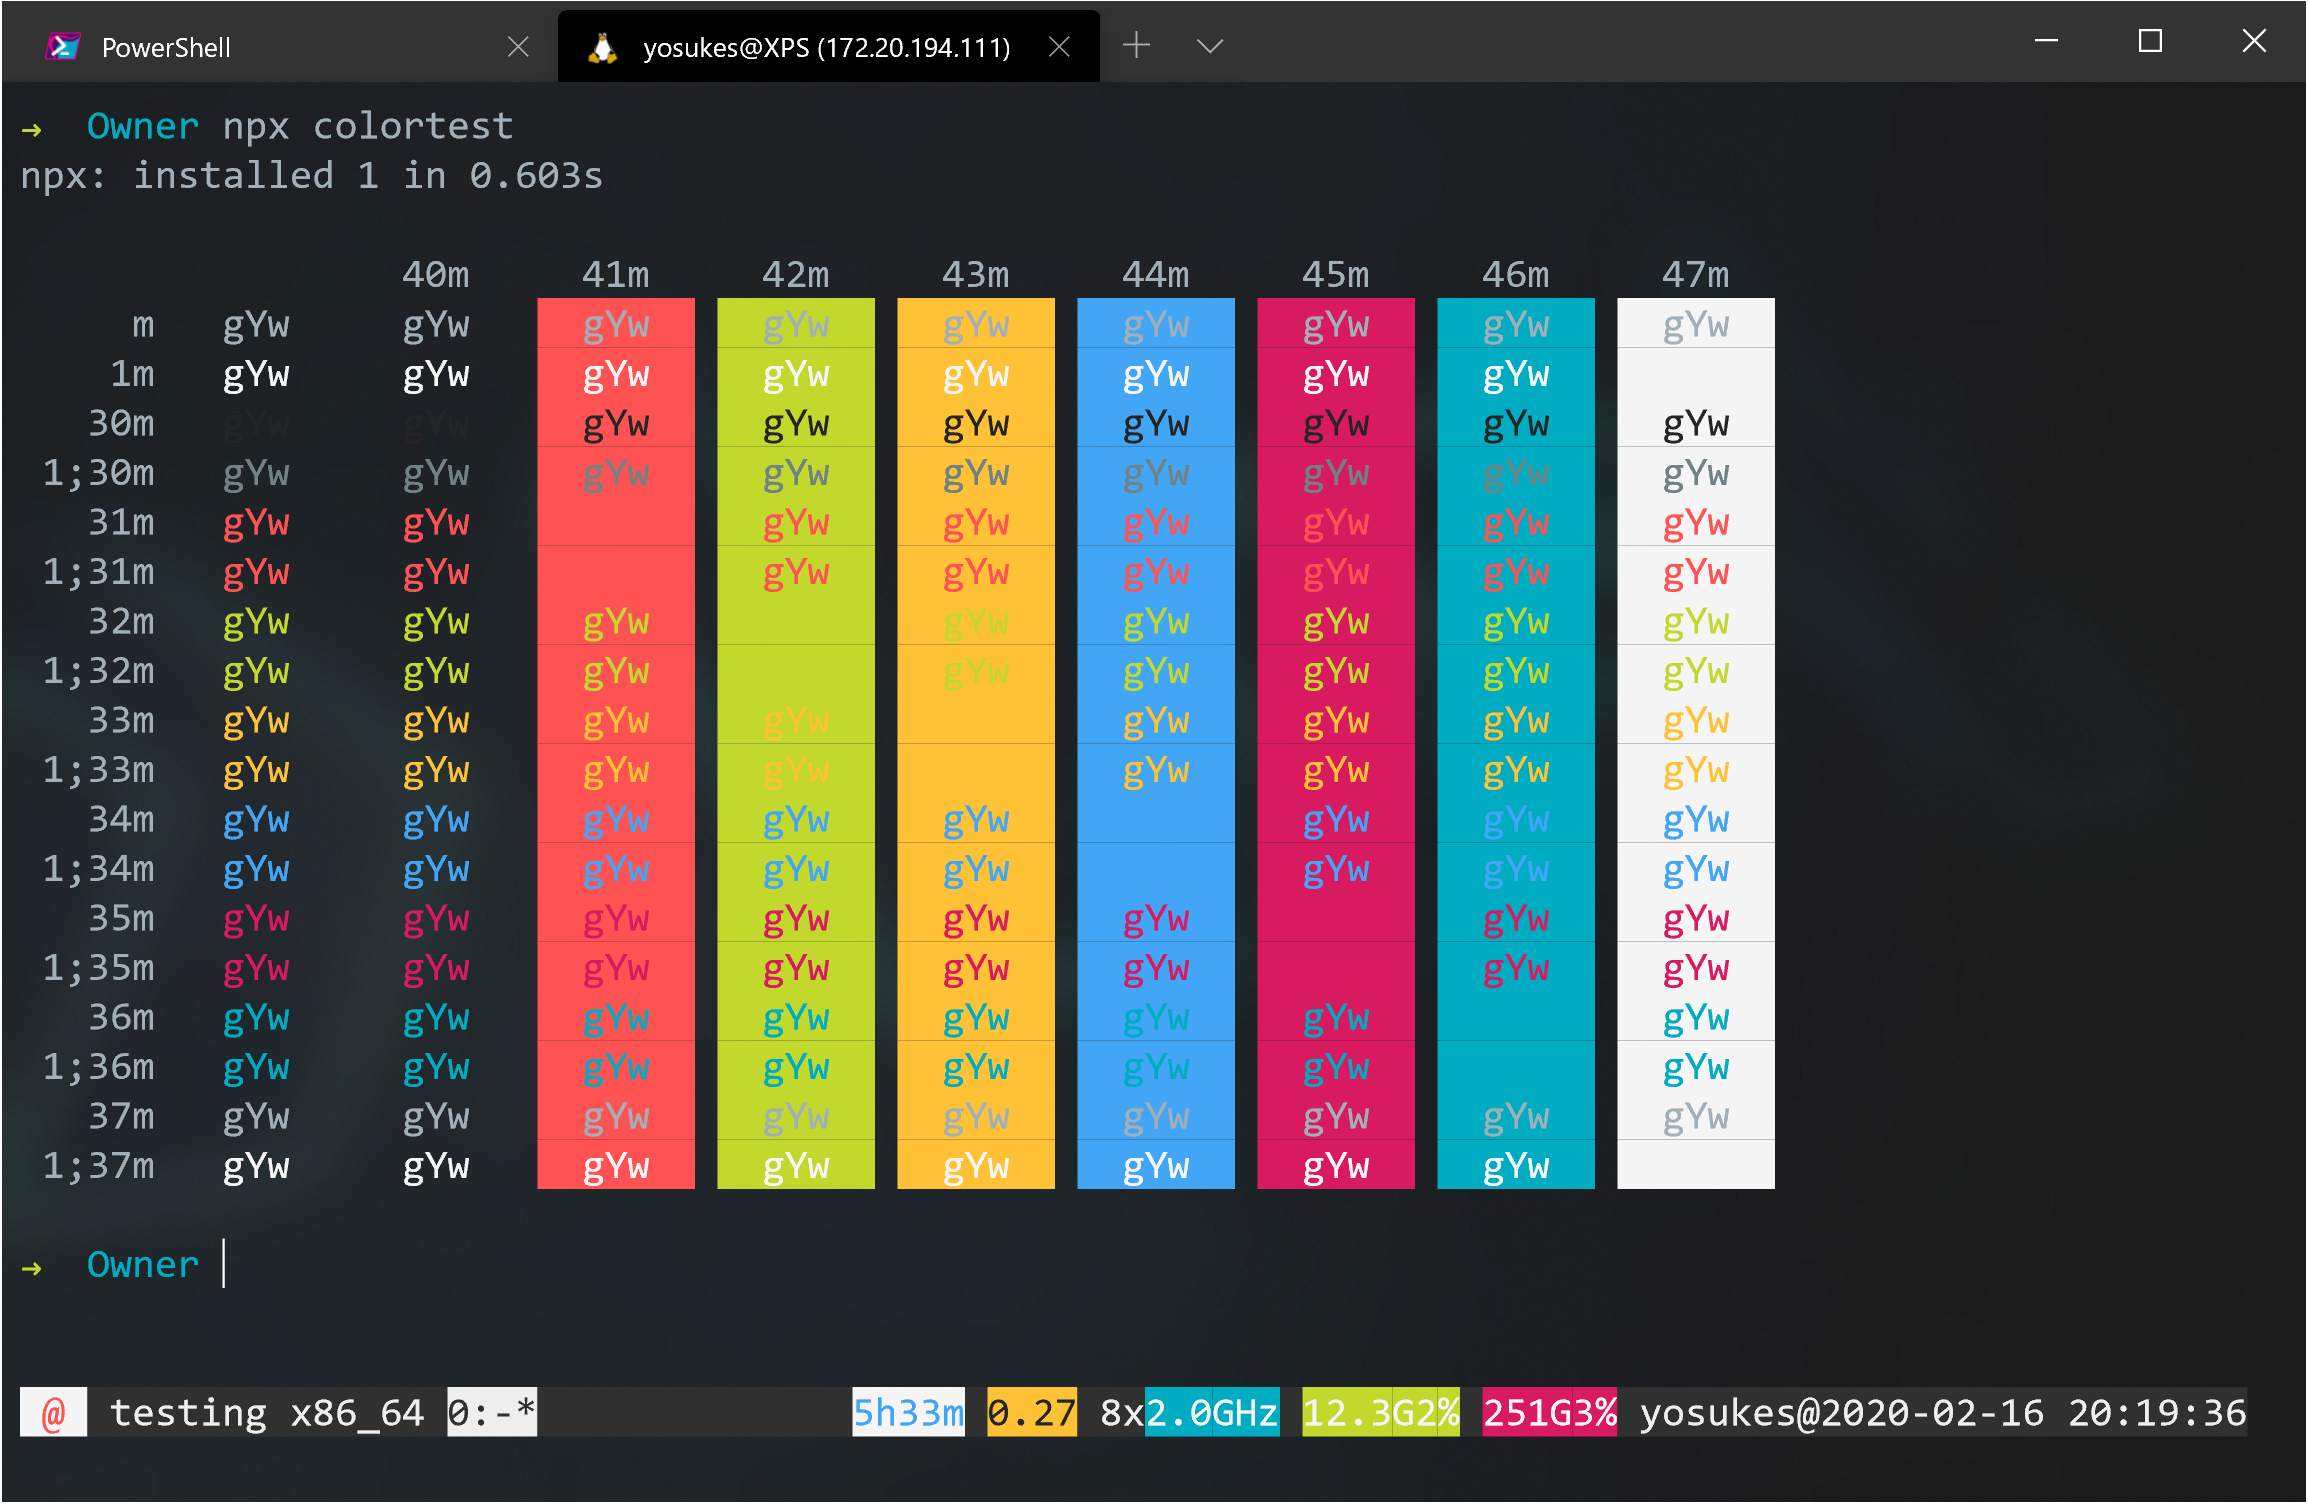 PowerShell
yosukes@XPS (172.20.194.111)
→ Owner npx colortest
npx: installed 1 in 0.603s
40m 41m 42m 43m 44m 45m 46m 47m
m gYw gYw gYw gYw gYw gYw gYw gYw gYw
1m gYw gYw gYw gYw gYw gYw gYw gYw
30m gYw gYw gYw gYw gYw gYw gYw gYw gYw
1;30m gYw gYw gYw gYw gYw gYw gYw gYw gYw
31m gYw gYw gYw gYw gYw gYw gYw gYw
1;31m gYw gYw gYw gYw gYw gYw gYw gYw
32m gYw gYw gYw gYw gYw gYw gYw gYw
1;32m gYw gYw gYw gYw gYw gYw gYw gYw
33m gYw gYw gYw gYw gYw gYw gYw gYw
1;33m gYw gYw gYw gYw gYw gYw gYw gYw
34m gYw gYw gYw gYw gYw gYw gYw gYw
1;34m gYw gYw gYw gYw gYw gYw gYw gYw
35m gYw gYw gYw gYw gYw gYw gYw gYw
1;35m gYw gYw gYw gYw gYw gYw gYw gYw
36m gYw gYw gYw gYw gYw gYw gYw gYw
1;36m gYw gYw gYw gYw gYw gYw gYw gYw
37m gYw gYw gYw gYw gYw gYw gYw gYw gYw
1;37m gYw gYw gYw gYw gYw gYw gYw gYw
→ Owner
@ testing x86_64 0:-* 5h33m 0.27 8x2.0GHz 12.3G2% 251G3% yosukes@2020-02-16 20:19:36